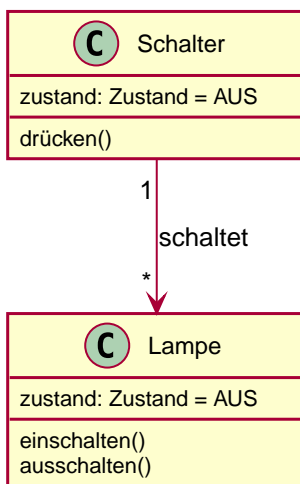 C Schalter
zustand: Zustand = AUS
drücken()
1
schaltet
*
C Lampe
zustand: Zustand = AUS
einschalten()
ausschalten()